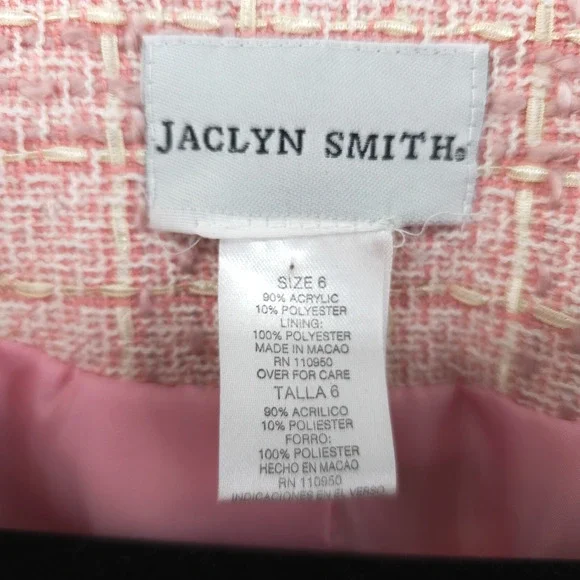 JACLYN SMITH®
SIZE 6
90% ACRYLIC
10% POLYESTER
LINING:
100% POLYESTER
MADE IN MACAO
RN 110950
OVER FOR CARE
TALLA 6
90% ACRILICO
10% POLIESTER
FORRO:
100% POLIESTER
HECHO EN MACAO
RN 110950
INDICACIONES EN EL VERSO